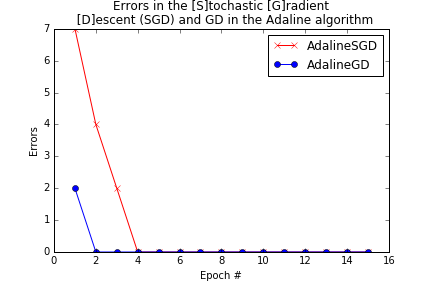 Errors in the [S]tochastic [G]radient
[D]escent (SGD) and GD in the Adaline algorithm
AdalineSGD
AdalineGD
Errors
7
6
5
4
3
2
1
0
0 2 4 6 8 10 12 14 16
Epoch #